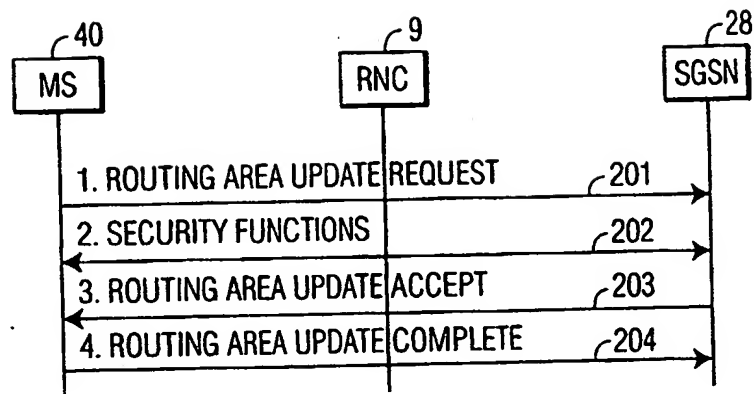 40
9
28
MS
RNC
SGSN
1. ROUTING AREA UPDATE REQUEST
201
2. SECURITY FUNCTIONS
202
3. ROUTING AREA UPDATE ACCEPT
203
4. ROUTING AREA UPDATE COMPLETE
204